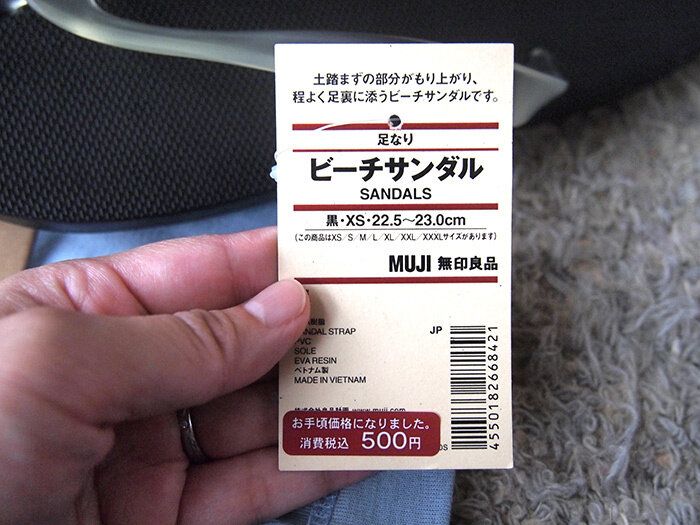 土踏まずの部分がもり上がり、
程よく足裏に添うビーチサンダルです。
足なり
ビーチサンダル
SANDALS
黒・XS・22.5～23.0cm
(この商品はXS／S／M／L／XL／XXL／XXXLサイズがあります)
MUJI 無印良品
樹脂
JP
STRAP
SOLE
EVA RESIN
ベトナム製
MADE IN VIETNAM
www.muji.com
お手頃価格になりました。
消費税込 500円
4550182668421